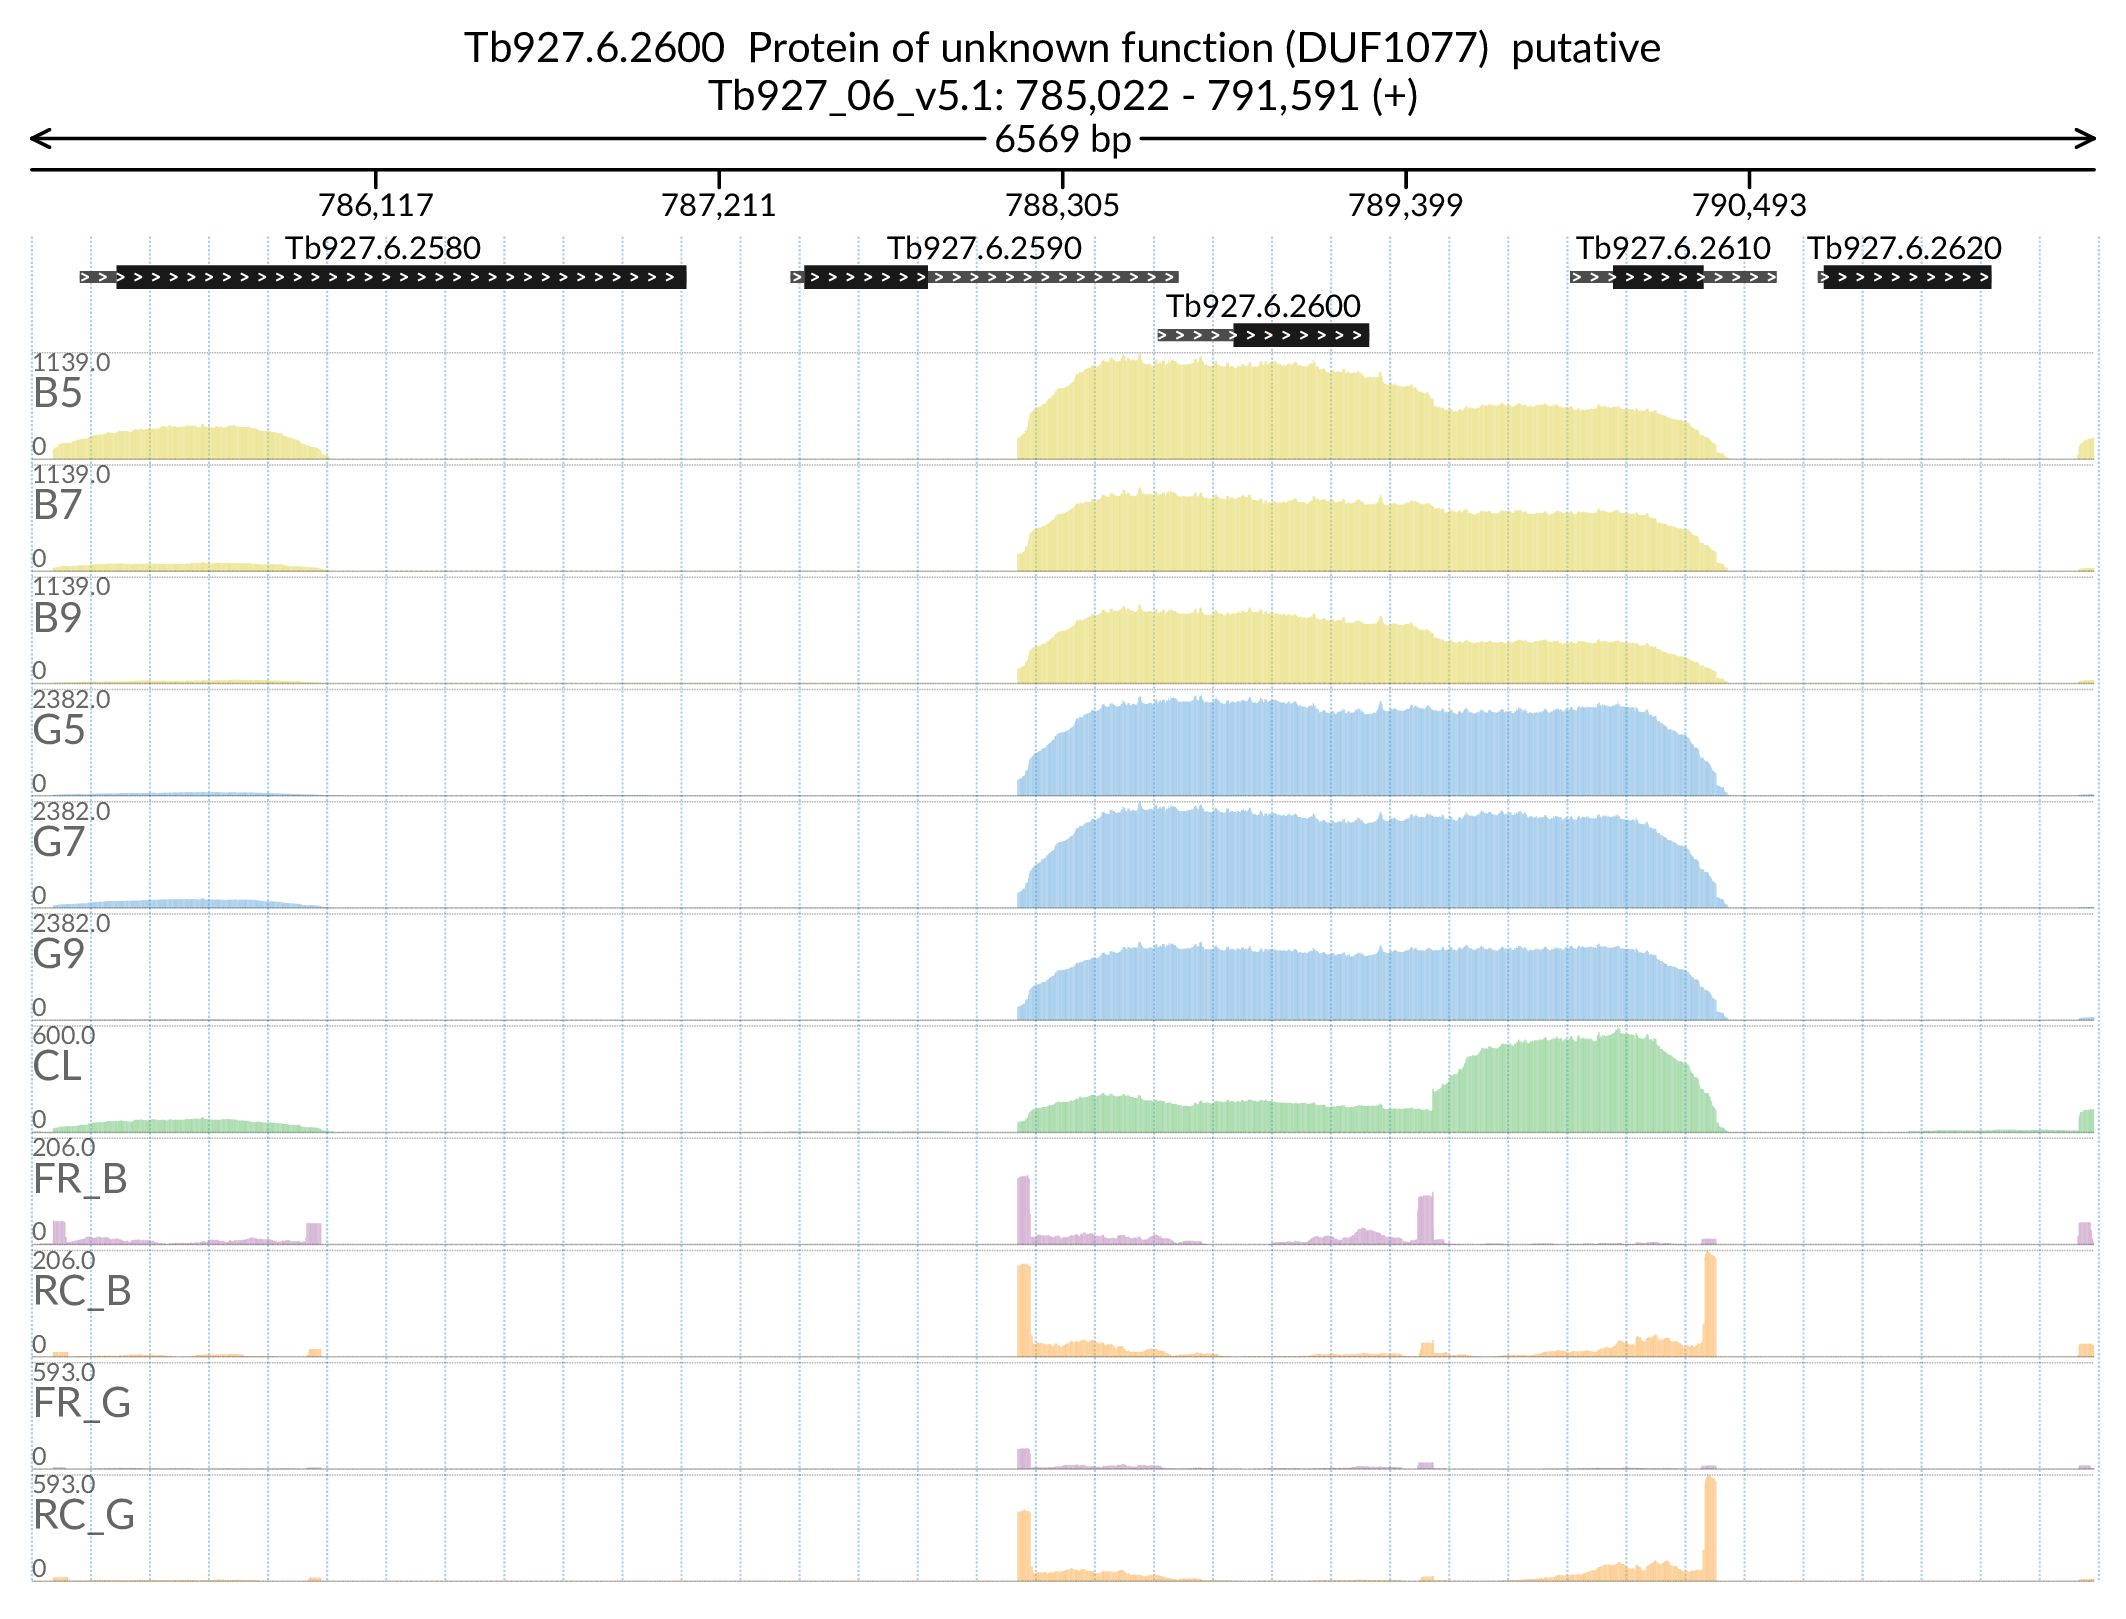 Tb927.6.2600  Protein of unknown function (DUF1077)  putative
Tb927_06_v5.1: 785,022 - 791,591 (+)
6569 bp
786,117 787,211 788,305 789,399 790,493
Tb927.6.2580 Tb927.6.2590 Tb927.6.2610 Tb927.6.2620
Tb927.6.2600
1139.0
B5
0
1139.0
B7
0
1139.0
B9
0
2382.0
G5
0
2382.0
G7
0
2382.0
G9
0
600.0
CL
0
206.0
FR_B
0
206.0
RC_B
0
593.0
FR_G
0
593.0
RC_G
0